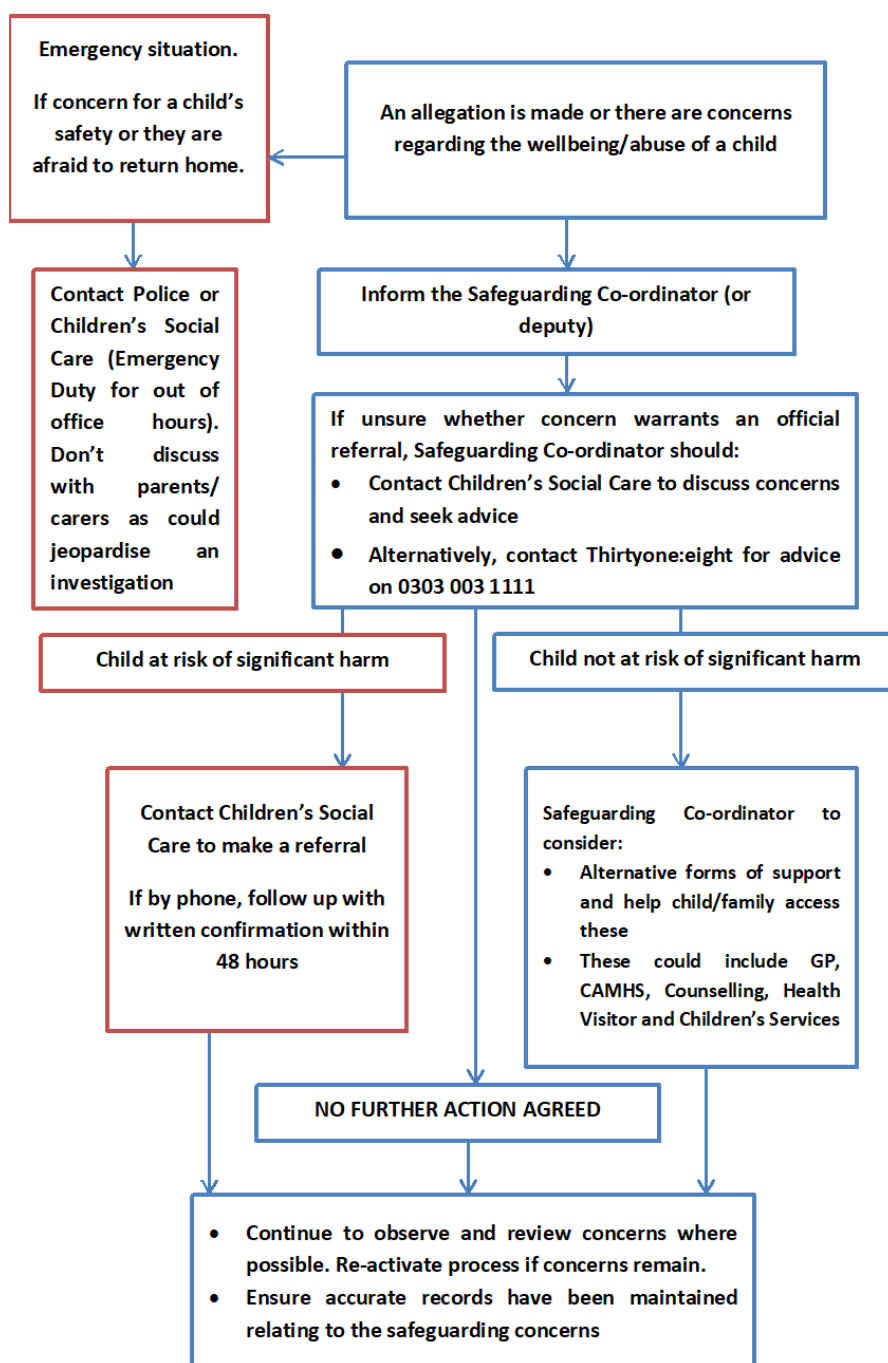 Emergency situation.
If concern for a child’s
safety or they are
afraid to return home.
An allegation is made or there are concerns
regarding the wellbeing/abuse of a child
Contact Police or
Children’s Social
Care (Emergency
Duty for out of
office hours).
Don’t discuss
with parents/
carers as could
jeopardise an
investigation
Inform the Safeguarding Co-ordinator (or
deputy)
If unsure whether concern warrants an official
referral, Safeguarding Co-ordinator should:
• Contact Children’s Social Care to discuss concerns
and seek advice
• Alternatively, contact Thirtyone:eight for advice
on 0303 003 1111
Child at risk of significant harm
Child not at risk of significant harm
Contact Children’s Social
Care to make a referral
If by phone, follow up with
written confirmation within
48 hours
Safeguarding Co-ordinator to
consider:
• Alternative forms of support
and help child/family access
these
• These could include GP,
CAMHS, Counselling, Health
Visitor and Children’s Services
NO FURTHER ACTION AGREED
• Continue to observe and review concerns where
possible. Re-activate process if concerns remain.
• Ensure accurate records have been maintained
relating to the safeguarding concerns